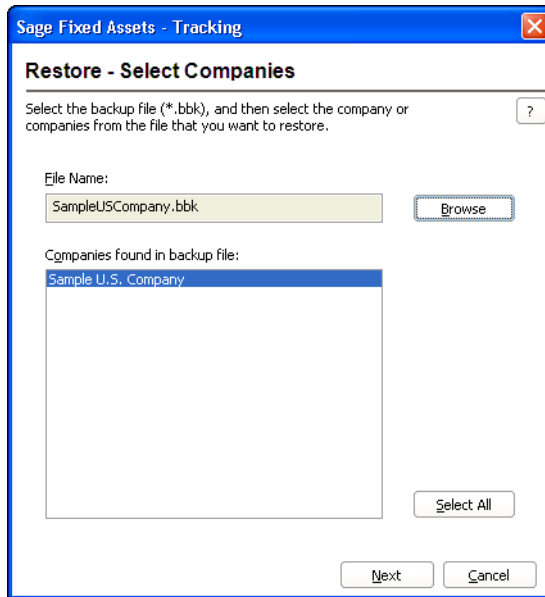 Sage Fixed Assets - Tracking
Restore - Select Companies
Select the backup file (*.bbk), and then select the company or
companies from the file that you want to restore.
?
File Name:
SampleUSCompany.bbk
Browse
Companies found in backup file:
Sample U.S. Company
Select All
Next
Cancel